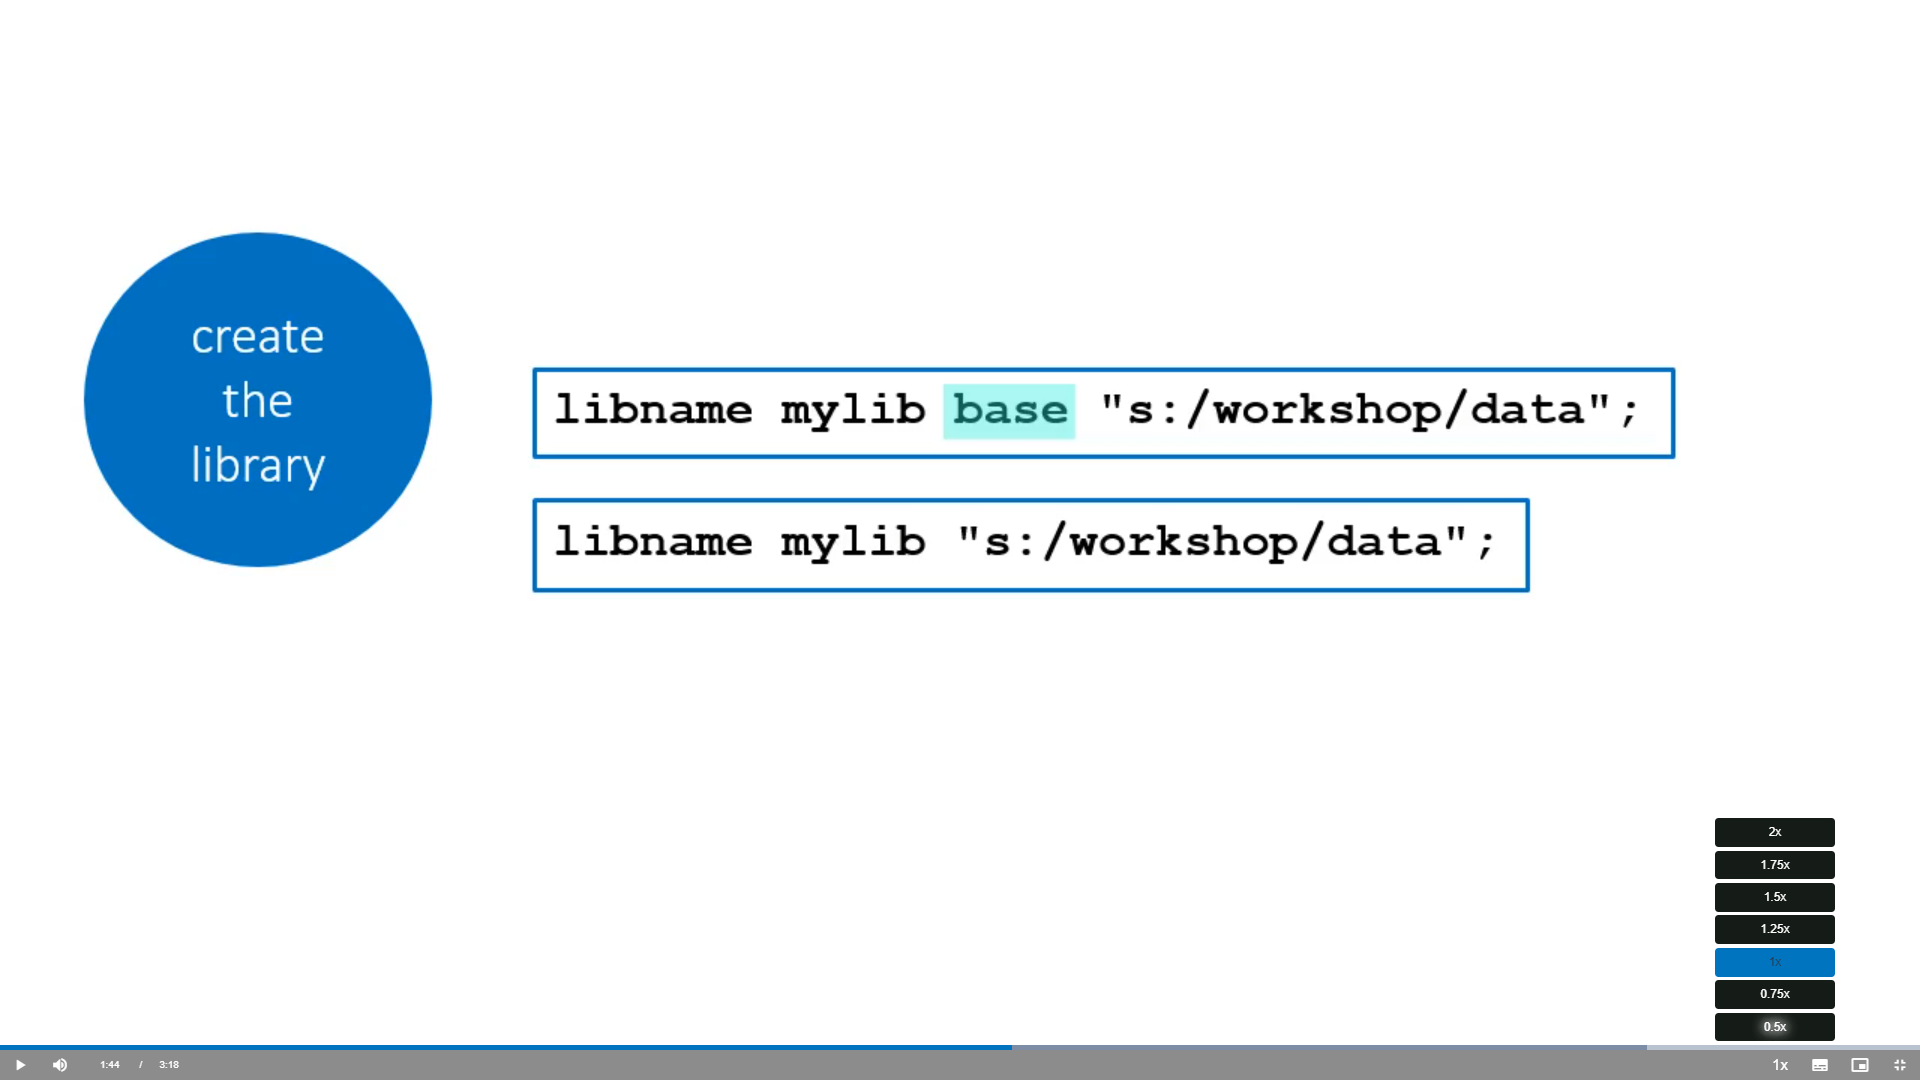 create
the
library
libname mylib base "s:/workshop/data";
libname mylib "s:/workshop/data";
2x
1.75x
1.5x
1.25x
1x
0.75x
0.5x
1:44 / 3:18
1x